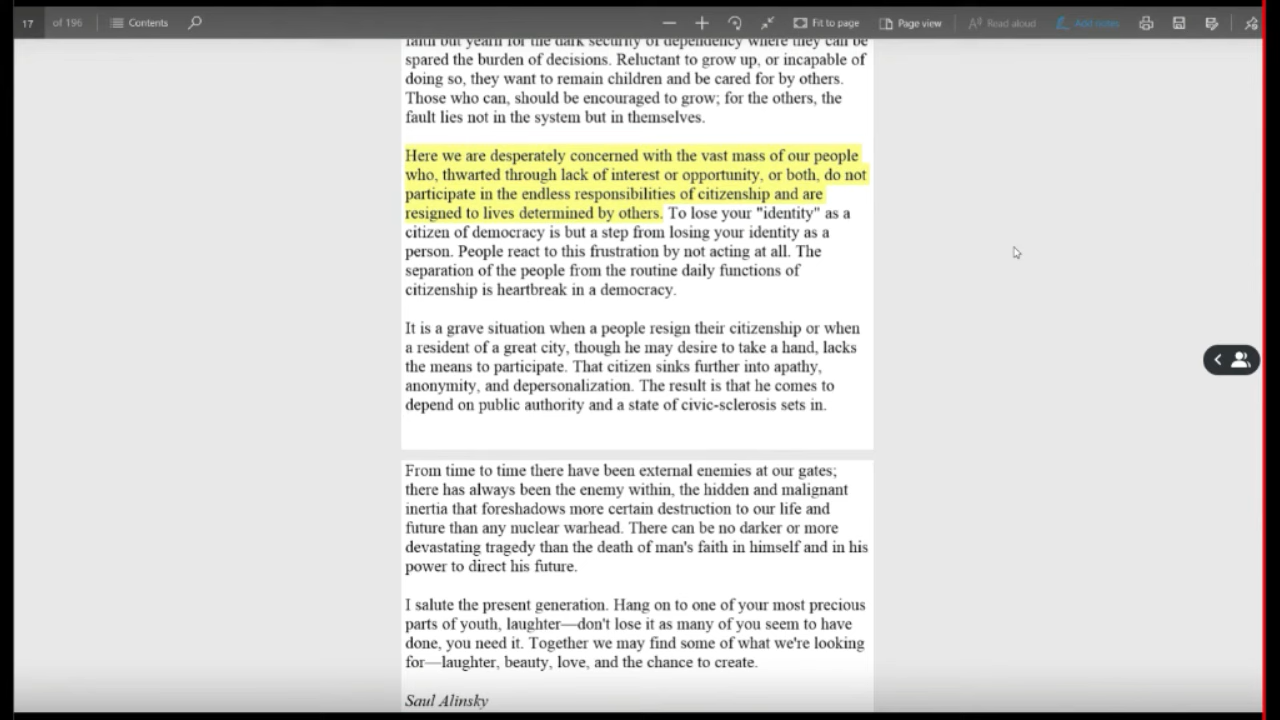 17 of 196 Contents Fit to page Page view Read aloud Add notes
faith but yearn for the dark security of dependency where they can be
spared the burden of decisions. Reluctant to grow up, or incapable of
doing so, they want to remain children and be cared for by others.
Those who can, should be encouraged to grow; for the others, the
fault lies not in the system but in themselves.
Here we are desperately concerned with the vast mass of our people
who, thwarted through lack of interest or opportunity, or both, do not
participate in the endless responsibilities of citizenship and are
resigned to lives determined by others. To lose your "identity" as a
citizen of democracy is but a step from losing your identity as a
person. People react to this frustration by not acting at all. The
separation of the people from the routine daily functions of
citizenship is heartbreak in a democracy.
It is a grave situation when a people resign their citizenship or when
a resident of a great city, though he may desire to take a hand, lacks
the means to participate. That citizen sinks further into apathy,
anonymity, and depersonalization. The result is that he comes to
depend on public authority and a state of civic-sclerosis sets in.
From time to time there have been external enemies at our gates;
there has always been the enemy within, the hidden and malignant
inertia that foreshadows more certain destruction to our life and
future than any nuclear warhead. There can be no darker or more
devastating tragedy than the death of man's faith in himself and in his
power to direct his future.
I salute the present generation. Hang on to one of your most precious
parts of youth, laughter—don't lose it as many of you seem to have
done, you need it. Together we may find some of what we're looking
for—laughter, beauty, love, and the chance to create.
Saul Alinsky